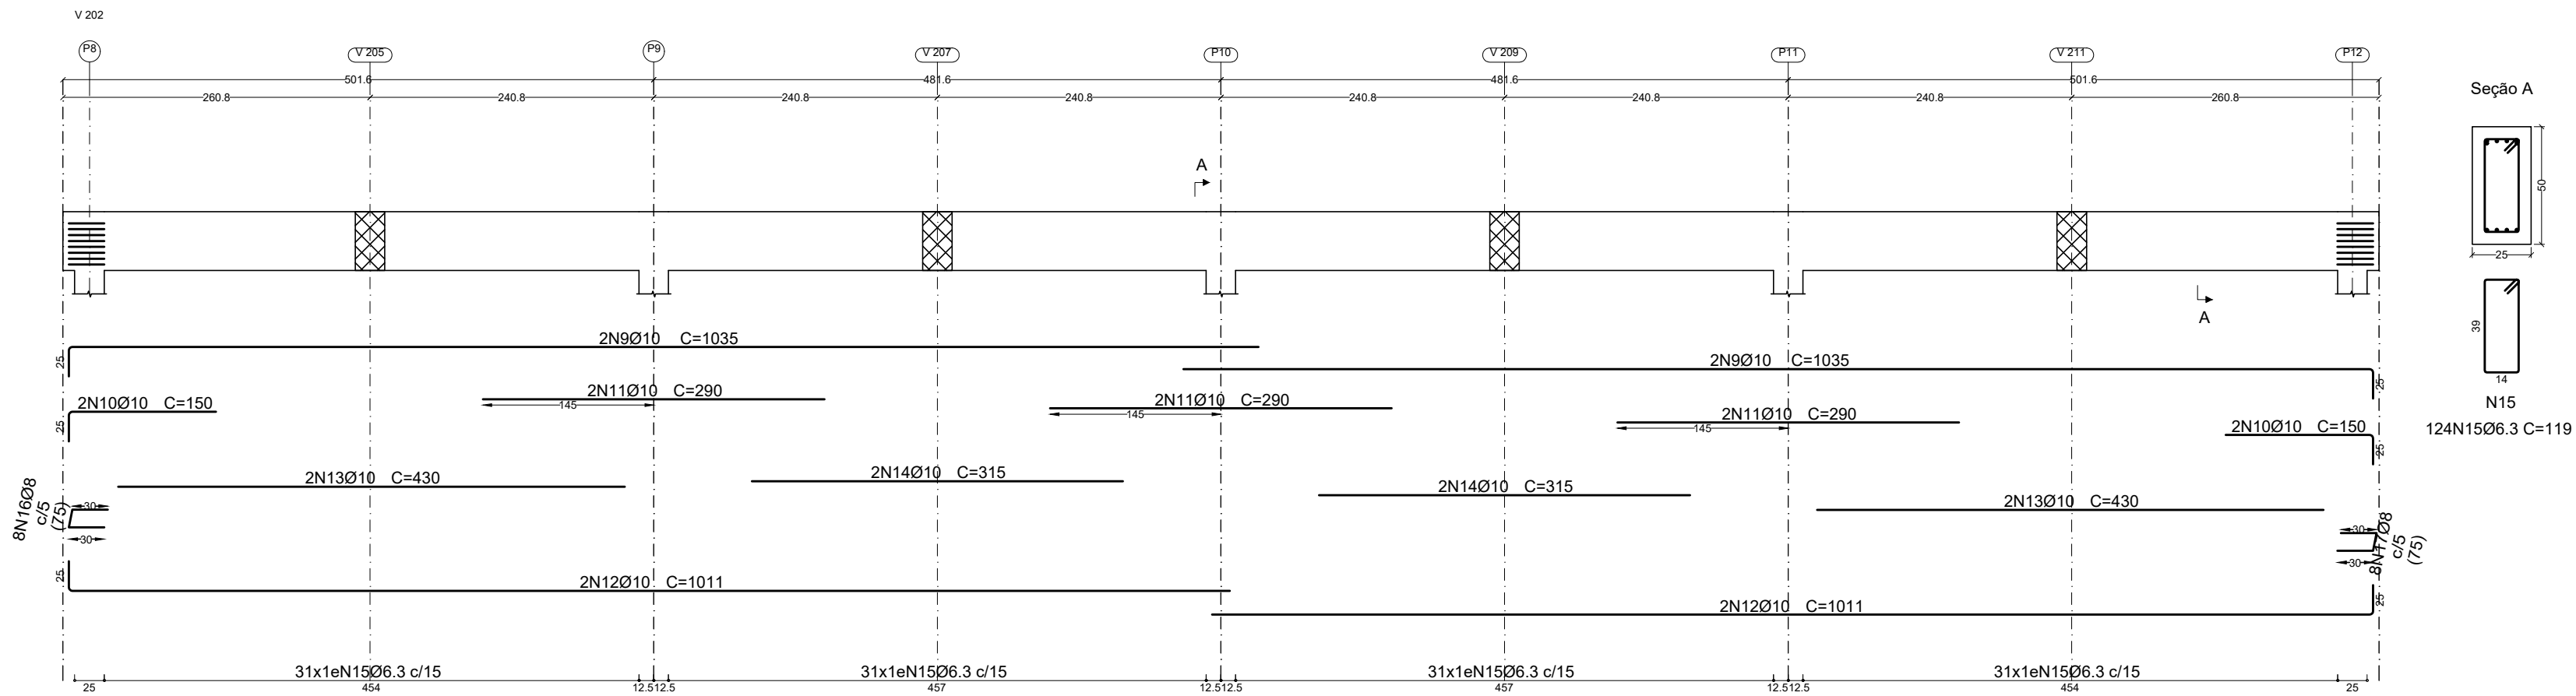 V 202
P8 V 205 P9 V 207 P10 V 209 P11 V 211 P12
501.6 481.6 481.6 501.6
260.8 240.8 240.8 240.8 240.8 240.8 240.8 260.8
Seção A
A
50
25
A
39
14
N15
124N15Ø6.3 C=119
2N9Ø10 C=1035
25
2N9Ø10 C=1035
25
2N10Ø10 C=150
25
2N11Ø10 C=290
145
2N11Ø10 C=290
145
2N11Ø10 C=290
145
2N10Ø10 C=150
25
2N13Ø10 C=430
2N14Ø10 C=315
2N14Ø10 C=315
2N13Ø10 C=430
8N16Ø8
c/5
(75)
30
30
8N17Ø8
c/5
(75)
30
30
25
2N12Ø10 C=1011
2N12Ø10 C=1011
25
31x1eN15Ø6.3 c/15 31x1eN15Ø6.3 c/15 31x1eN15Ø6.3 c/15 31x1eN15Ø6.3 c/15
25 454 12.5 12.5 457 12.5 12.5 457 12.5 12.5 454 25